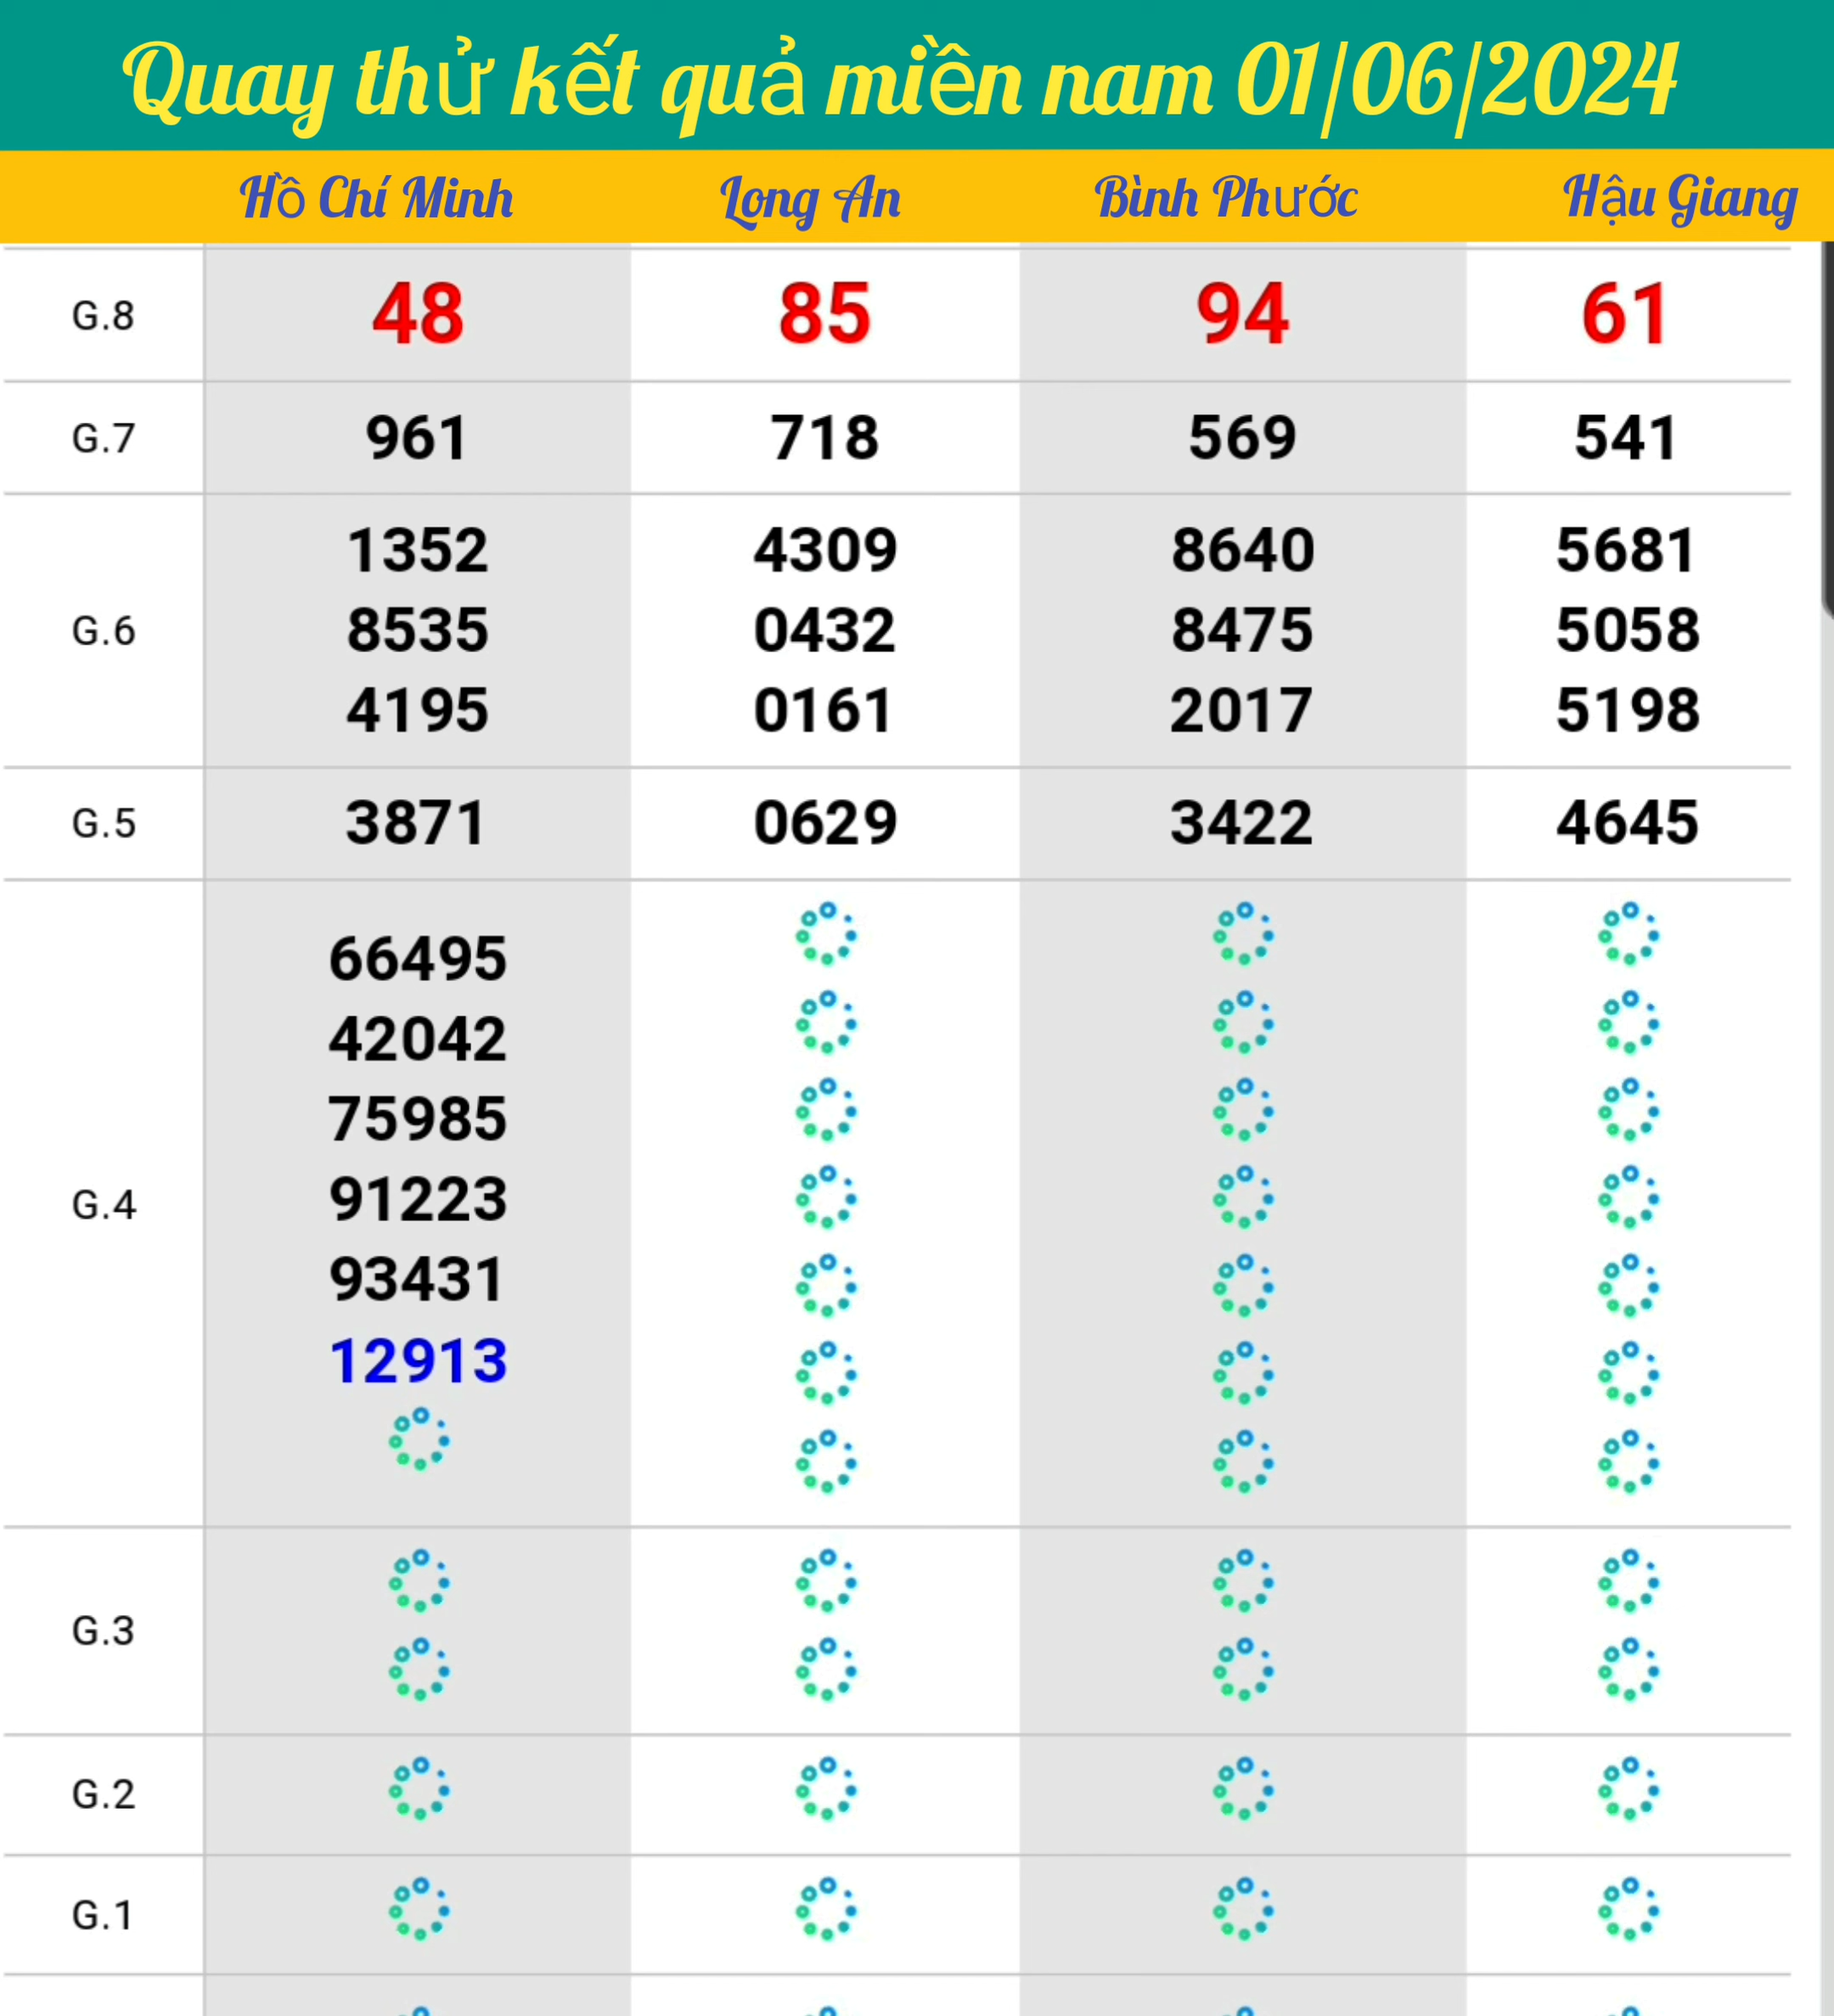 Quay thử kết quả miền nam 01/06/2024
Hồ Chí Minh Long An Bình Phước Hậu Giang
G.8 48 85 94 61
G.7 961 718 569 541
1352 4309 8640 5681
G.6 8535 0432 8475 5058
4195 0161 2017 5198
G.5 3871 0629 3422 4645
66495
42042
75985
91223
G.4
93431
12913
G.3
G.2
G.1